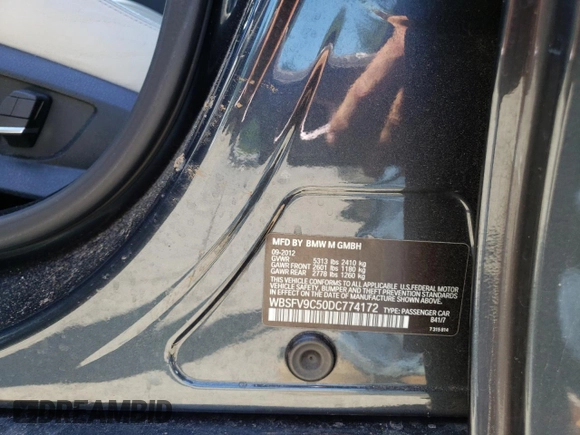 MFD BY BMW M GMBH
09-2012
GVWR 5313 lbs 2410 kg
GAWR FRONT 2601 lbs 1180 kg
GAWR REAR 2778 lbs 1260 kg
THIS VEHICLE CONFORMS TO ALL APPLICABLE U.S.FEDERAL MOTOR
VEHICLE SAFETY, BUMPER AND THEFT PREVENTION STANDARDS
IN EFFECT ON THE DATE OF MANUFACTURE SHOWN ABOVE.
WBSFV9C50DC774172 TYPE: PASSENGER CAR
841/7
7 315 614
DREAMBID